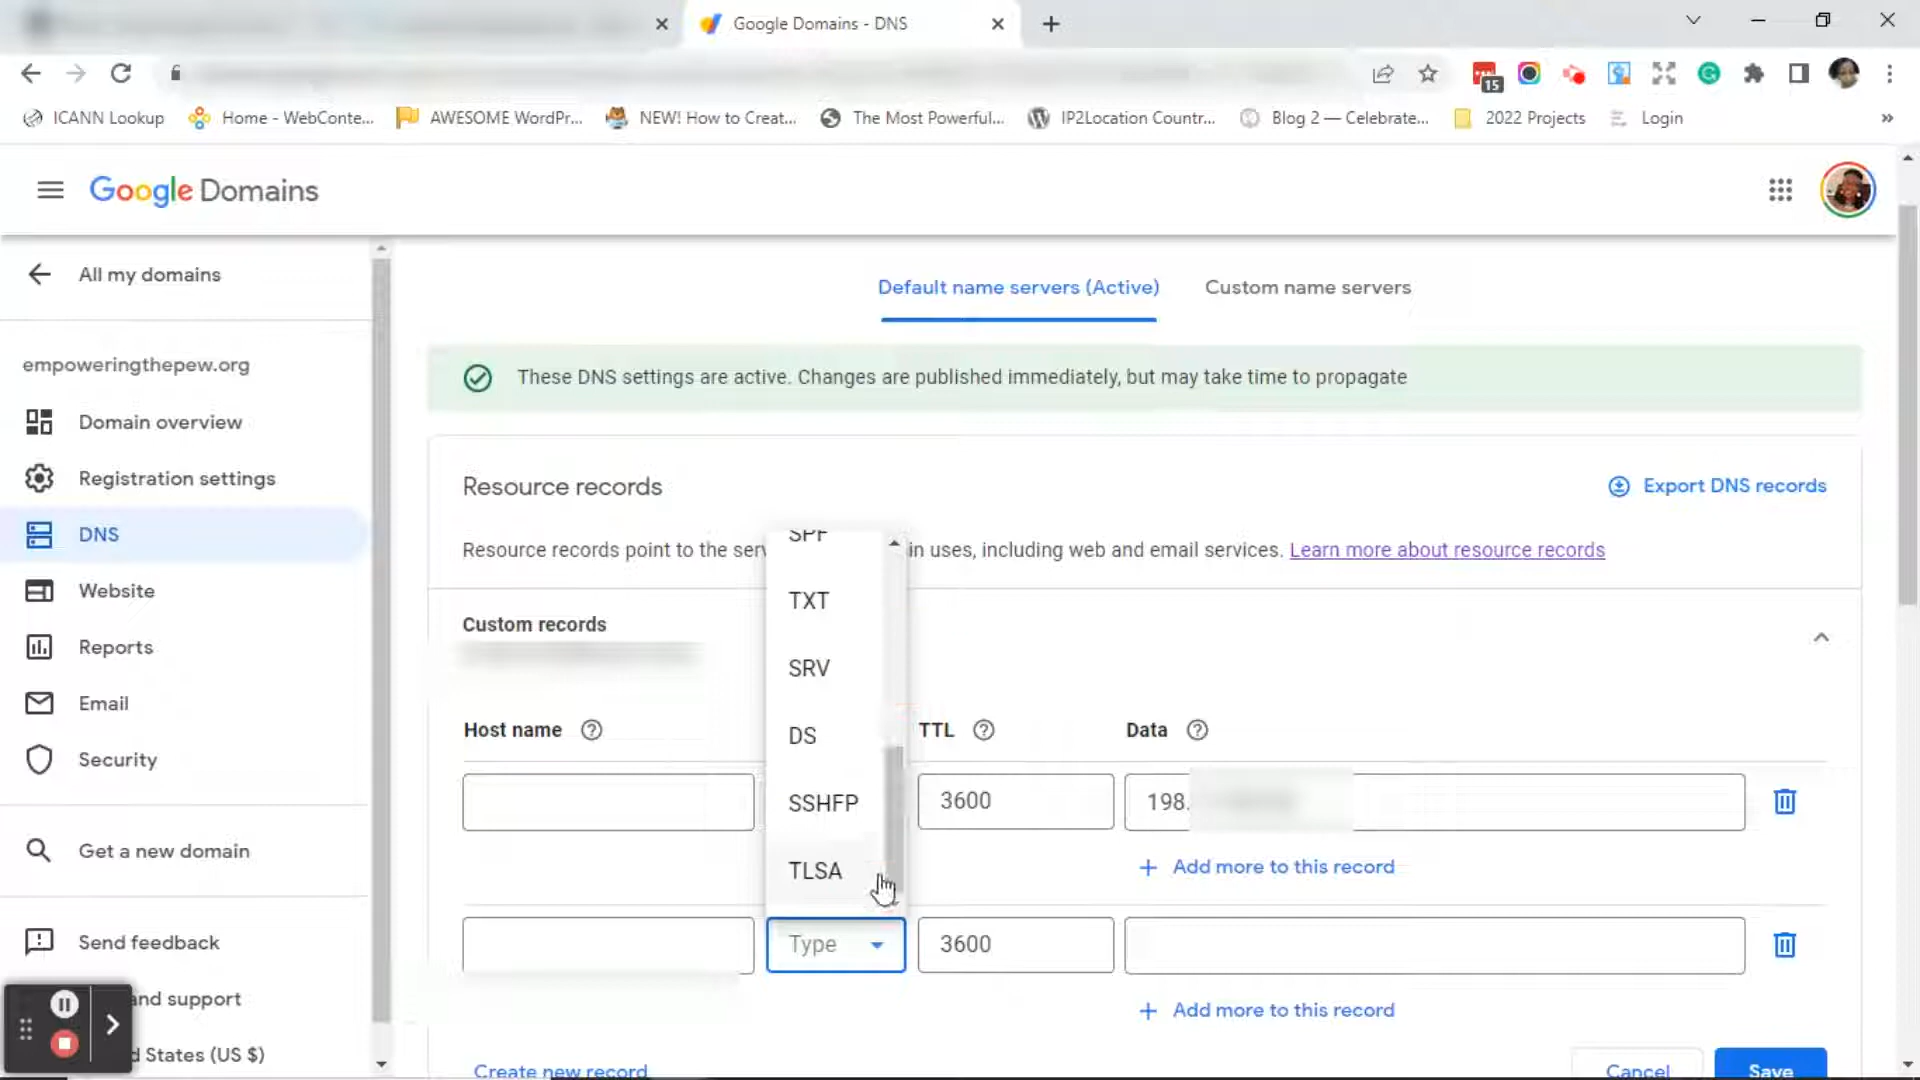 Google Domains - DNS
15
ICANN Lookup
Home - WebConte...
AWESOME WordPr...
NEW! How to Creat...
The Most Powerful...
IP2Location Countr...
Blog 2 — Celebrate...
2022 Projects
Login
»
Google Domains
All my domains
empoweringthepew.org
Domain overview
Registration settings
DNS
Website
Reports
Email
Security
Get a new domain
Send feedback
and support
d States (US $)
Default name servers (Active)
Custom name servers
These DNS settings are active. Changes are published immediately, but may take time to propagate
Resource records
Export DNS records
Resource records point to the serv
in uses, including web and email services. Learn more about resource records
Custom records
SPF
TXT
SRV
DS
SSHFP
TLSA
Host name
TTL
Data
3600
198.
Add more to this record
Type
3600
Add more to this record
Create new record
Cancel
Save